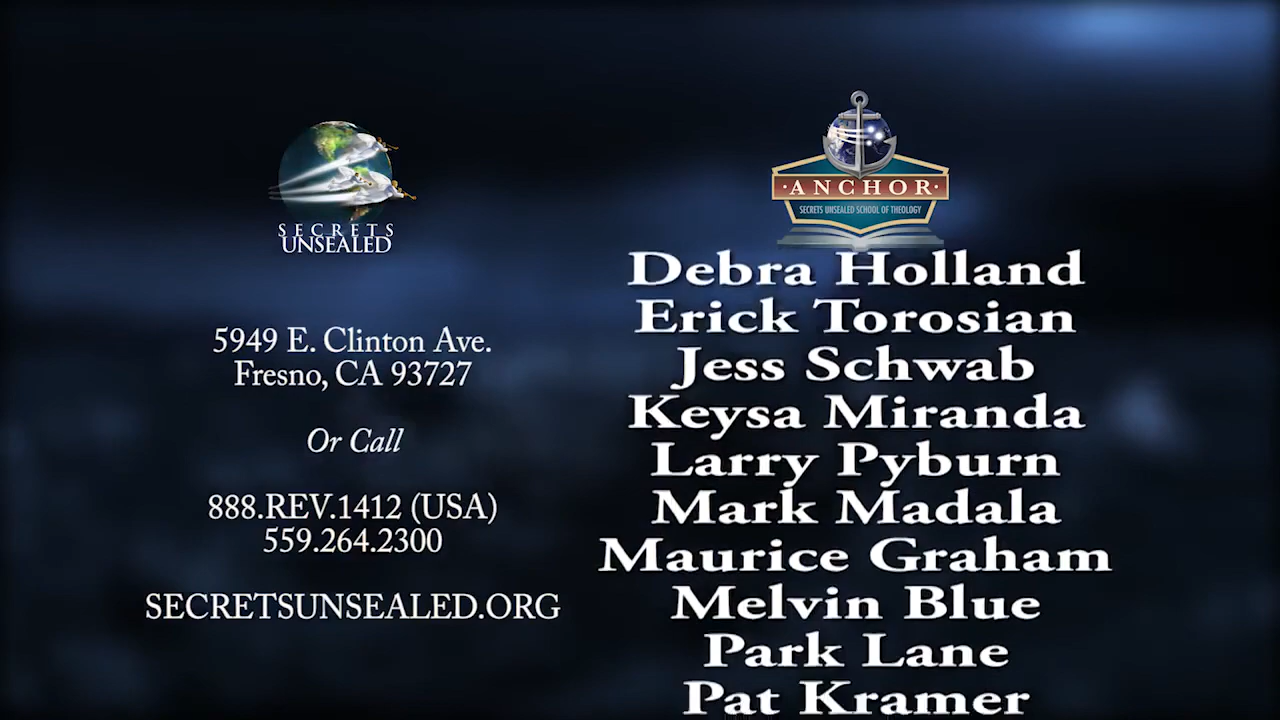 SECRETS
UNSEALED
5949 E. Clinton Ave.
Fresno, CA 93727
Or Call
888.REV.1412 (USA)
559.264.2300
SECRETSUNSEALED.ORG
·ANCHOR·
SECRETS UNSEALED SCHOOL OF THEOLOGY
Debra Holland
Erick Torosian
Jess Schwab
Keysa Miranda
Larry Pyburn
Mark Madala
Maurice Graham
Melvin Blue
Park Lane
Pat Kramer